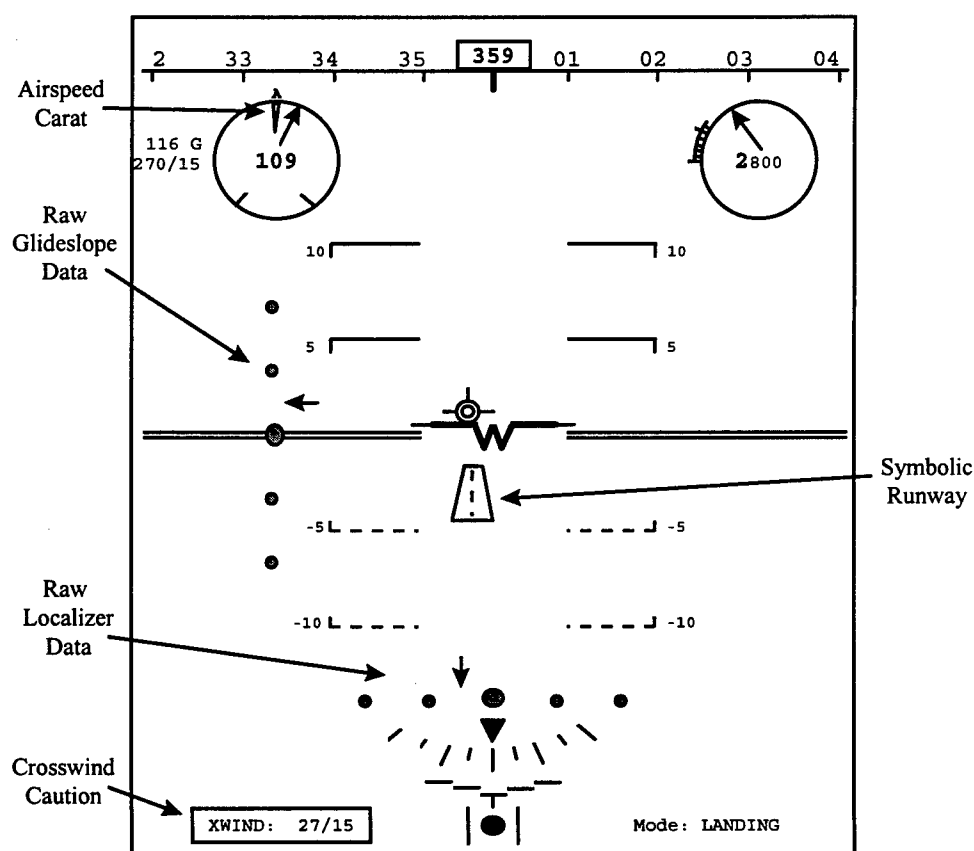 2 33 34 35 359 01 02 03 04
Airspeed
Carat
116 G
270/15
109
2800
Raw
Glideslope
Data
10 10
5 5
Symbolic
Runway
-5 -5
Raw
Localizer
Data
-10 -10
Crosswind
Caution
XWIND: 27/15
Mode: LANDING